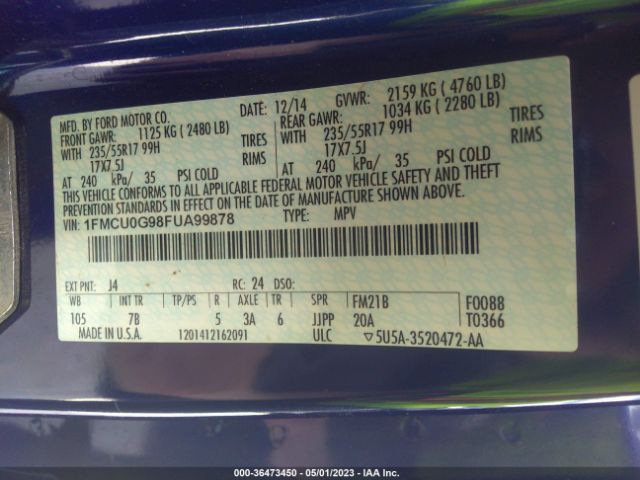 MFD. BY FORD MOTOR CO. DATE: 12/14 GVWR: 2159 KG ( 4760 LB)
FRONT GAWR: 1125 KG ( 2480 LB) REAR GAWR: 1034 KG ( 2280 LB)
WITH 235/55R17 99H TIRES WITH 235/55R17 99H TIRES
17X7.5J RIMS 17X7.5J RIMS
AT 240 kPa/ 35 PSI COLD AT 240 kPa/ 35 PSI COLD
THIS VEHICLE CONFORMS TO ALL APPLICABLE FEDERAL MOTOR VEHICLE SAFETY AND THEFT
PREVENTION STANDARDS IN EFFECT ON THE DATE OF MANUFACTURE SHOWN ABOVE.
VIN: 1FMCU0G98FUA99878 TYPE: MPV
EXT PNT: J4 RC: 24 DSO:
WB INT TR TP/PS R AXLE TR SPR FM21B F0088
105 7B 5 3A 6 JJPP 20A T0366
MADE IN U.S.A. 1201412162091 ULC ▽5U5A-3520472-AA
000-36473450 - 05/01/2023 - IAA Inc.